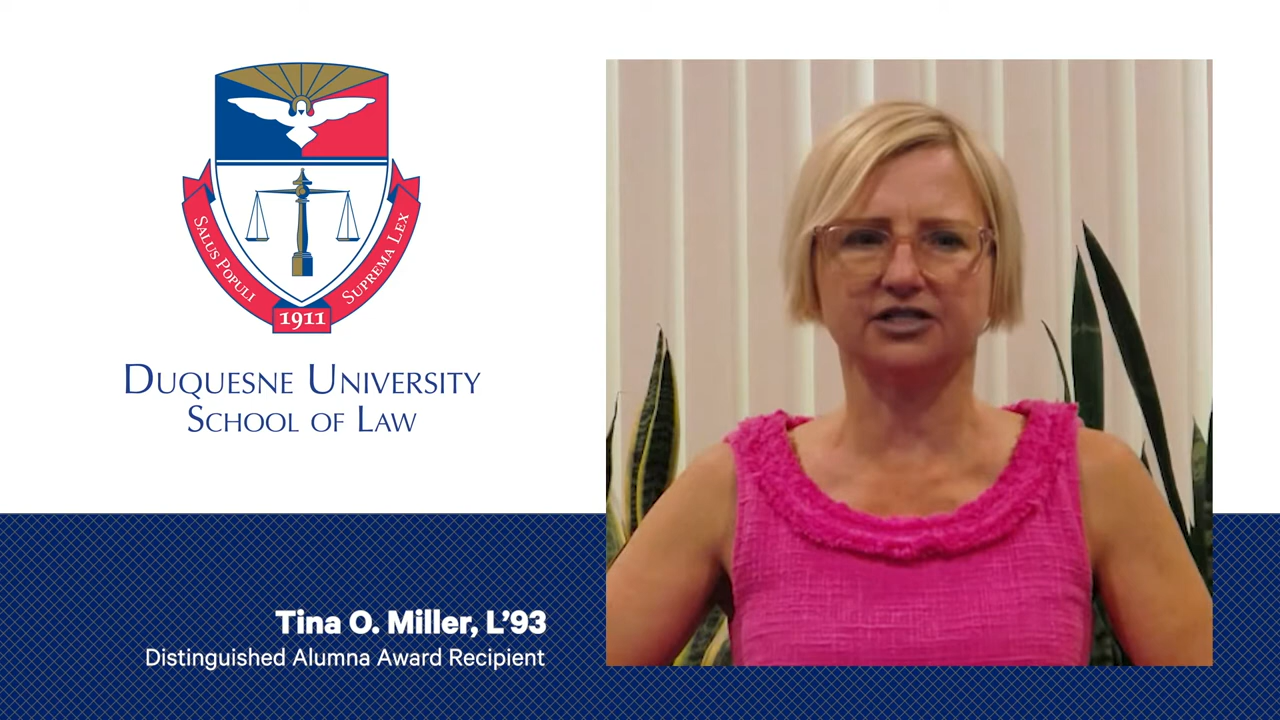 SALUS POPULI
SUPREMA LEX
1911
DUQUESNE UNIVERSITY
SCHOOL OF LAW
Tina O. Miller, L’93
Distinguished Alumna Award Recipient